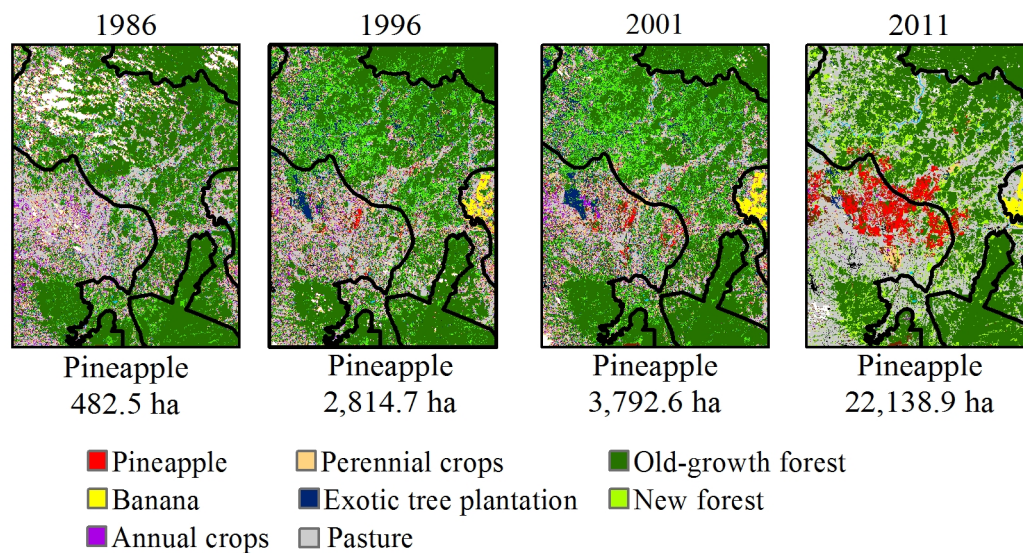 1986 1996 2001 2011
Pineapple Pineapple Pineapple Pineapple
482.5 ha 2,814.7 ha 3,792.6 ha 22,138.9 ha
Pineapple Perennial crops Old-growth forest
Banana Exotic tree plantation New forest
Annual crops Pasture